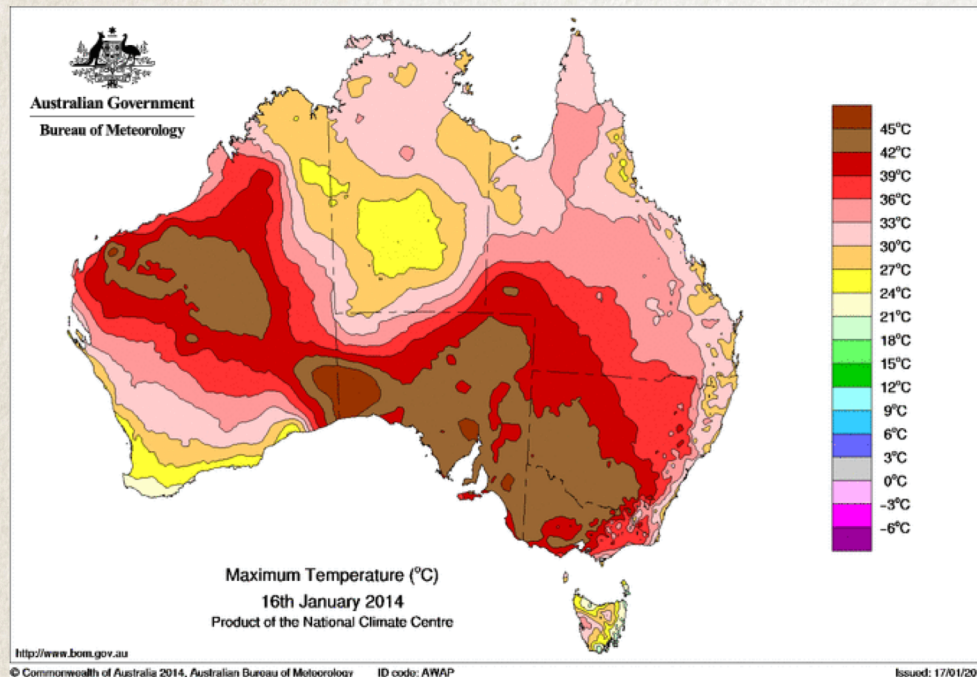 Australian Government
Bureau of Meteorology
45°C
42°C
39°C
36°C
33°C
30°C
27°C
24°C
21°C
18°C
15°C
12°C
9°C
6°C
3°C
0°C
-3°C
-6°C
Maximum Temperature (°C)
16th January 2014
Product of the National Climate Centre
http://www.bom.gov.au
© Commonwealth of Australia 2014, Australian Bureau of Meteorology ID code: AWAP Issued: 17/01/20